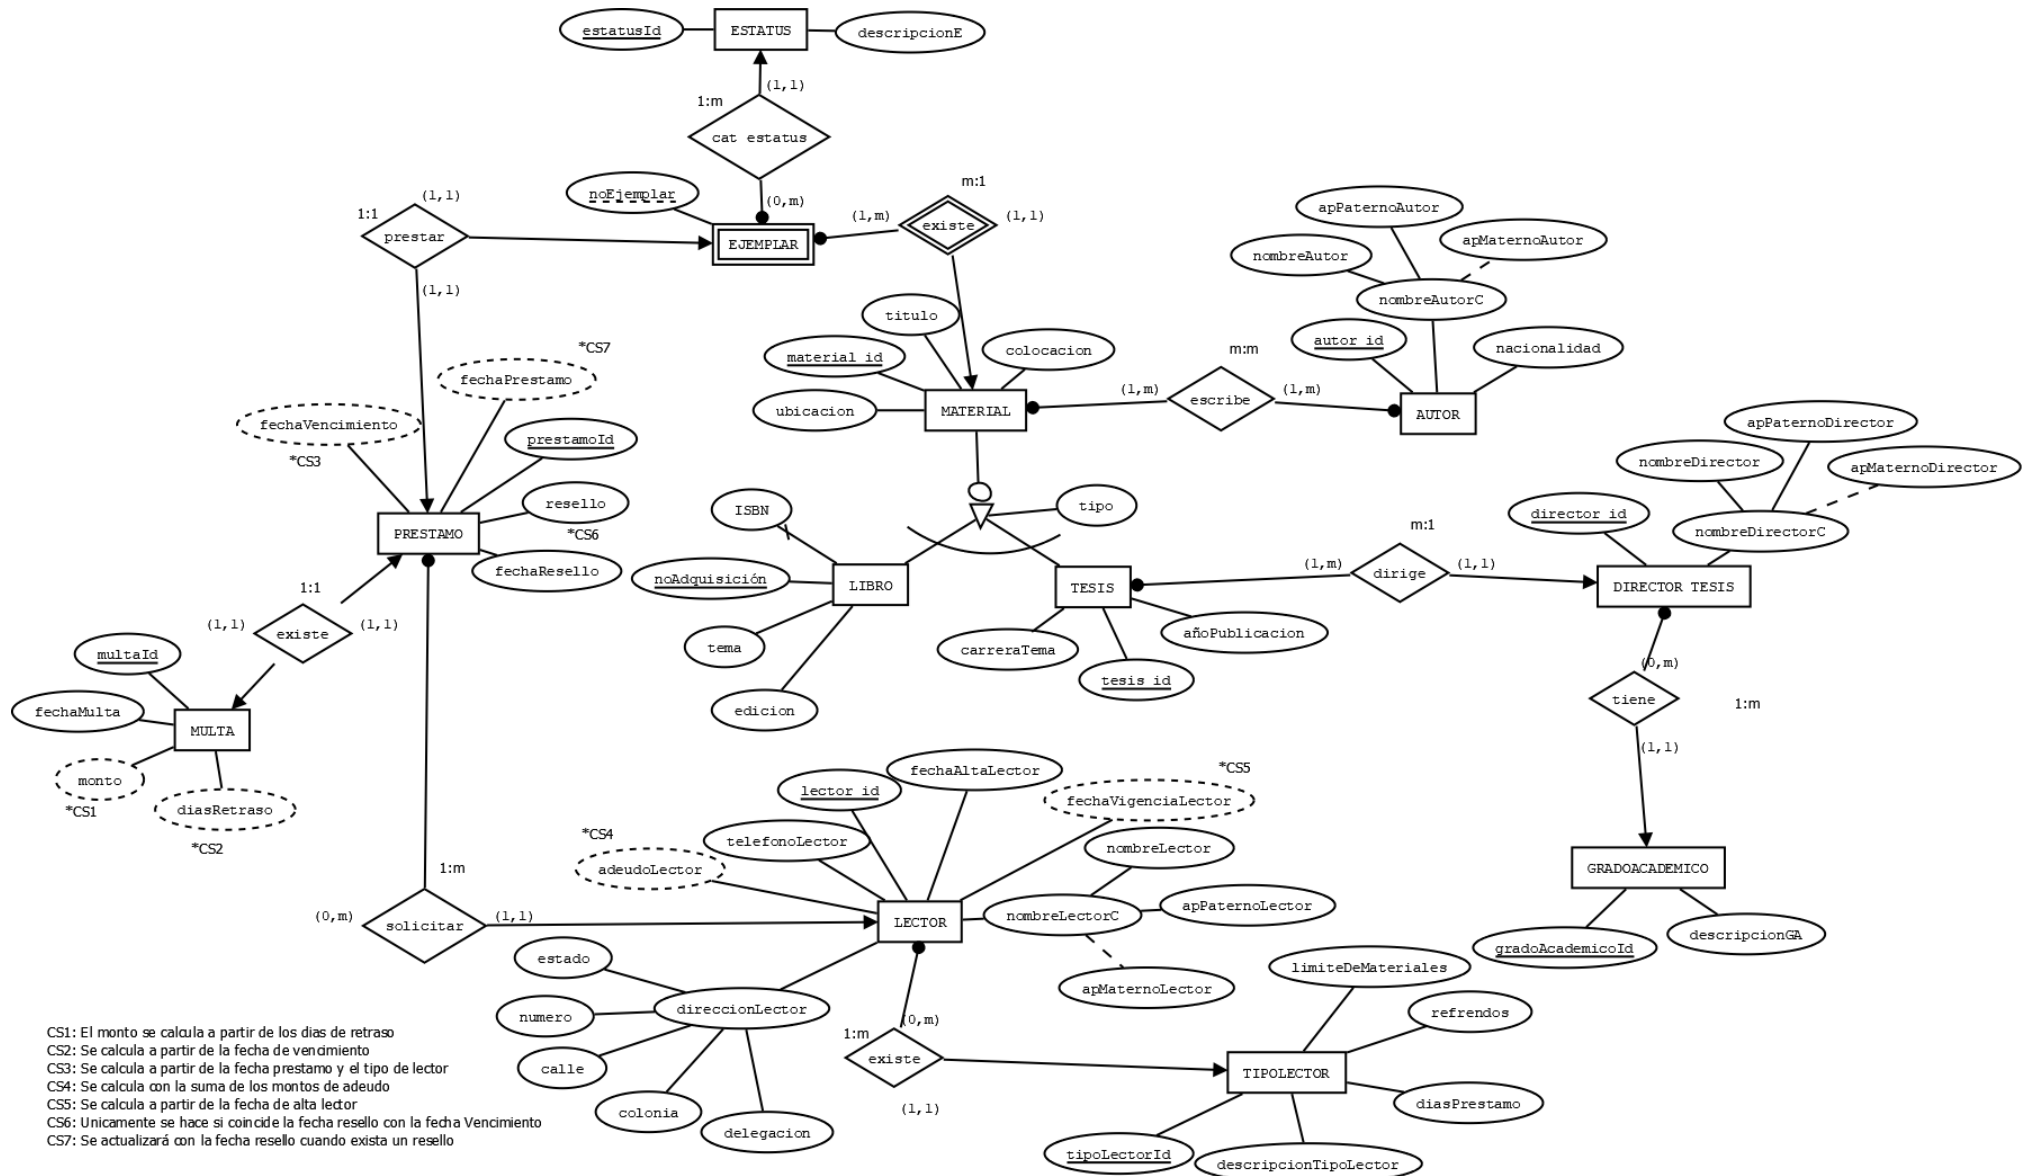 estatusId
ESTATUS
descripcionE
(1,1)
1:m
cat estatus
(0,m)
noEjemplar
EJEMPLAR
(1,1)
1:1
prestar
(1,1)
m:1
(1,m)
existe
(1,1)
apPaternoAutor
apMaternoAutor
nombreAutor
nombreAutorC
autor id
nacionalidad
AUTOR
titulo
material id
colocacion
ubicacion
MATERIAL
m:m
(1,m)
escribe
(1,m)
*CS7
fechaPrestamo
fechaVencimiento
*CS3
prestamoId
resello
*CS6
PRESTAMO
fechaResello
apPaternoDirector
nombreDirector
apMaternoDirector
director id
nombreDirectorC
DIRECTOR TESIS
m:1
(1,m)
dirige
(1,1)
ISBN
tipo
noAdquisición
LIBRO
TESIS
tema
edicion
carreraTema
añoPublicacion
tesis id
1:1
(1,1)
existe
(1,1)
multaId
fechaMulta
MULTA
monto
*CS1
diasRetraso
*CS2
(0,m)
tiene
1:m
(1,1)
GRADOACADEMICO
gradoAcademicoId
descripcionGA
fechaAltaLector
*CS5
lector id
fechaVigenciaLector
*CS4
telefonoLector
adeudoLector
nombreLector
LECTOR
nombreLectorC
apPaternoLector
apMaternoLector
1:m
(0,m)
solicitar
(1,1)
estado
direccionLector
numero
calle
colonia
delegacion
(0,m)
1:m
existe
(1,1)
limiteDeMateriales
refrendos
TIPOLECTOR
diasPrestamo
tipoLectorId
descripcionTipoLector
CS1: El monto se calcula a partir de los dias de retraso
CS2: Se calcula a partir de la fecha de vencimiento
CS3: Se calcula a partir de la fecha prestamo y el tipo de lector
CS4: Se calcula con la suma de los montos de adeudo
CS5: Se calcula a partir de la fecha de alta lector
CS6: Unicamente se hace si coincide la fecha resello con la fecha Vencimiento
CS7: Se actualizará con la fecha resello cuando exista un resello